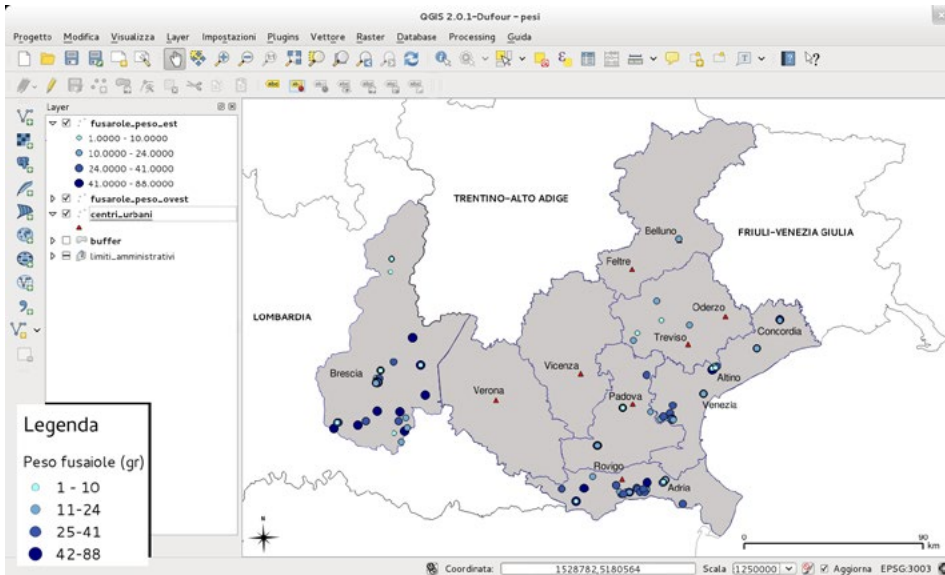 QGIS 2.0.1-Dufour - pesi
Progetto Modifica Visualizza Layer Impostazioni Plugins Vettore Raster Database Processing Guida
Layer
fusarole_peso_est
1.0000 - 10.0000
10.0000 - 24.0000
24.0000 - 41.0000
41.0000 - 88.0000
fusarole_peso_ovest
centri_urbani
buffer
limiti_amministrativi
TRENTINO-ALTO ADIGE
FRIULI-VENEZIA GIULIA
LOMBARDIA
Belluno
Feltre
Oderzo
Treviso
Concordia
Vicenza
Brescia
Verona
Altino
Padova
Venezia
Rovigo
Adria
Legenda
Peso fusaiole (gr)
1 - 10
11-24
25-41
42-88
N
0 90
km
Coordinata: 1528782,5180564 Scala 1250000 Aggiorna EPSG:3003